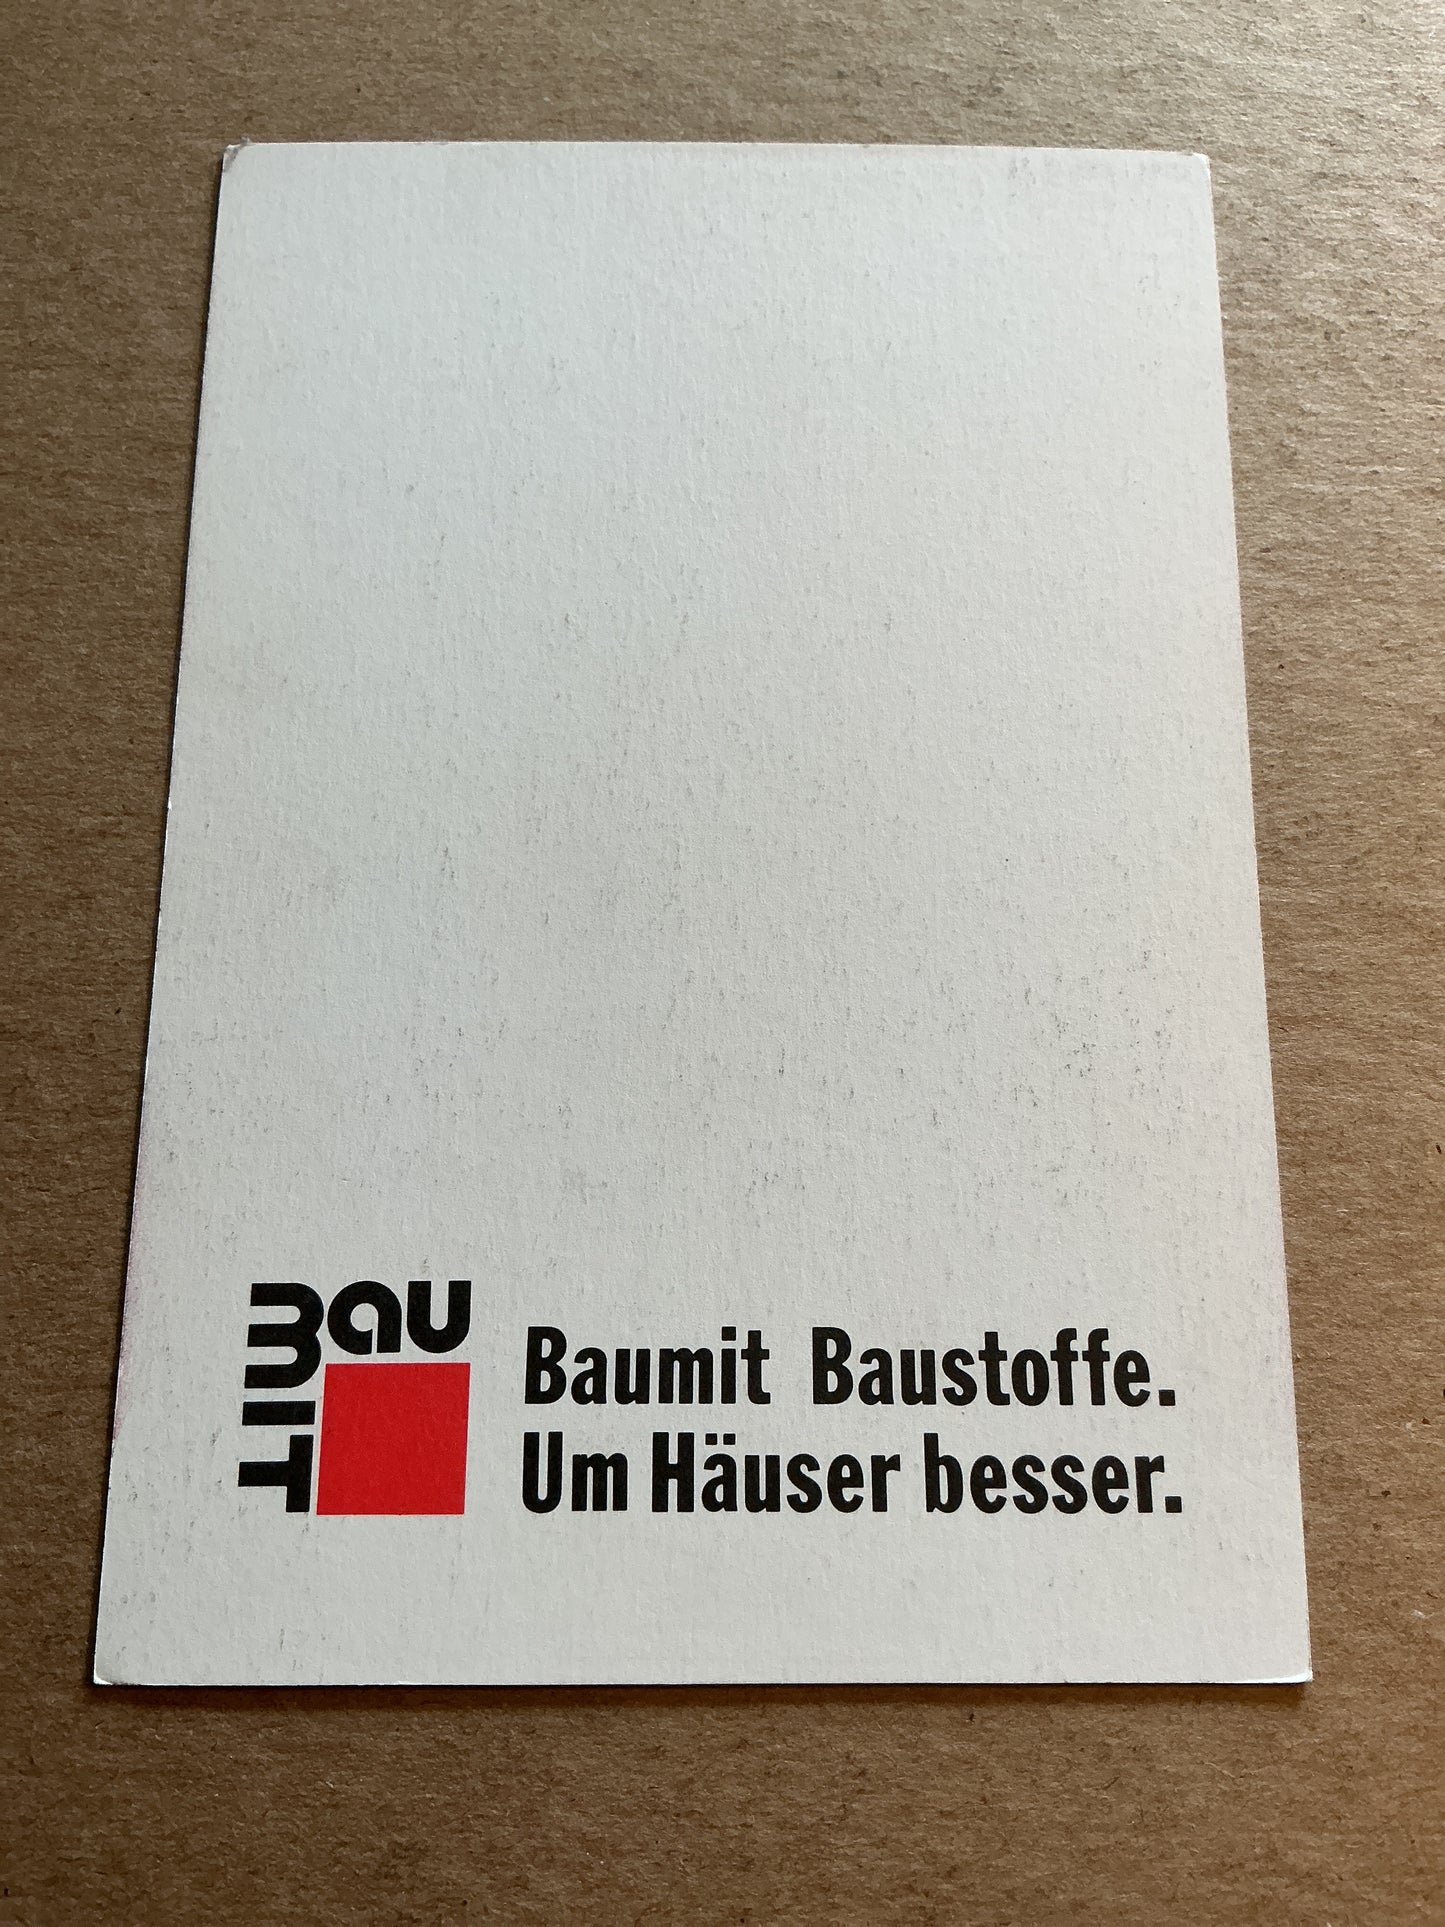 bau
mit
Baumit Baustoffe.
Um Häuser besser.